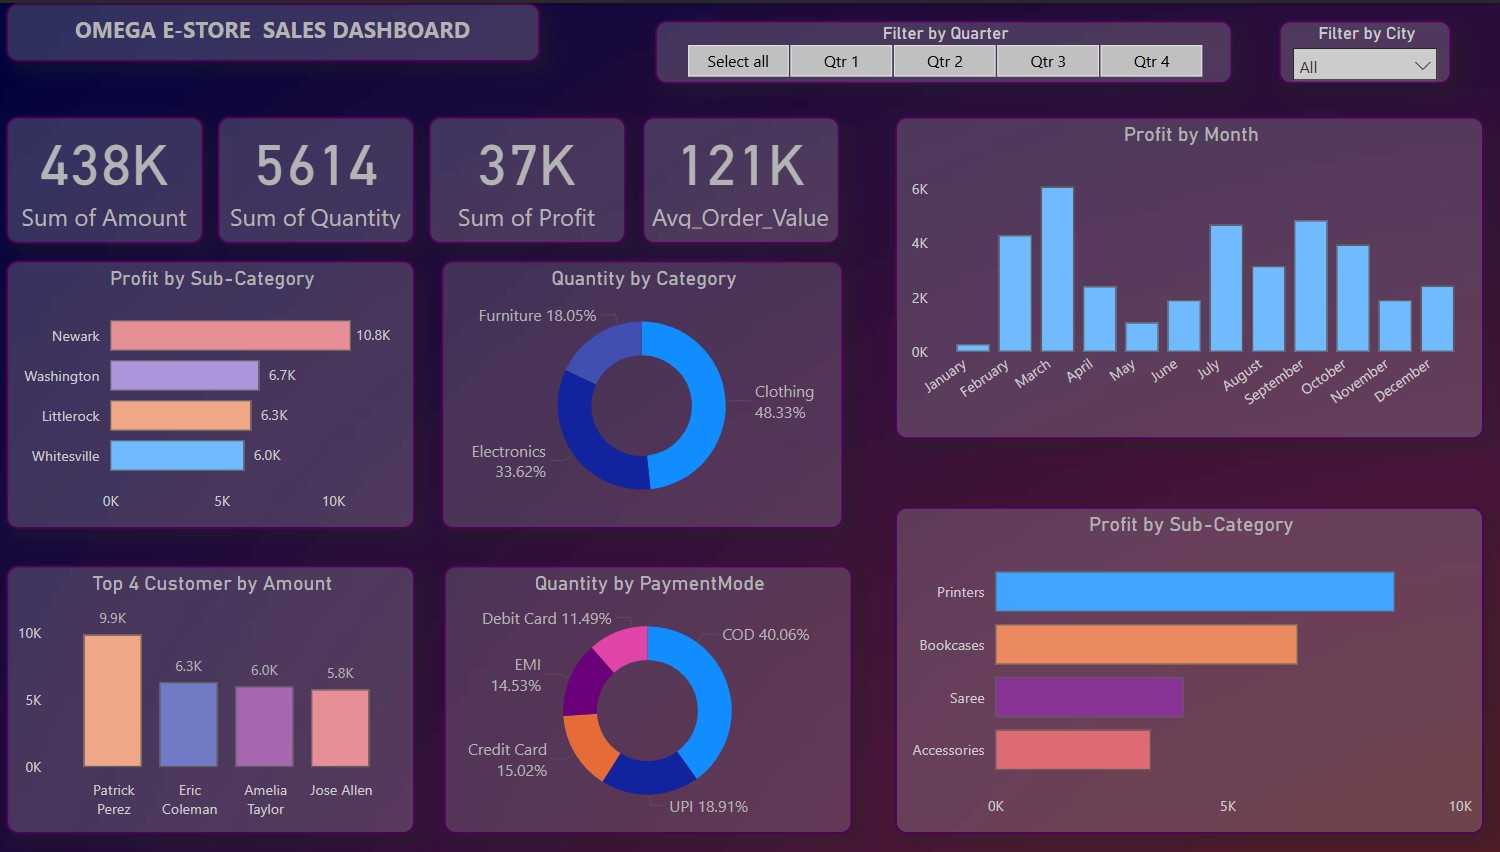 OMEGA E-STORE  SALES DASHBOARD
Filter by Quarter
Select all
Qtr 1
Qtr 2
Qtr 3
Qtr 4
Filter by City
All
438K
Sum of Amount
5614
Sum of Quantity
37K
Sum of Profit
121K
Avq_Order_Value
Profit by Month
6K
4K
2K
0K
January
February
March
April
May
June
July
August
September
October
November
December
Profit by Sub-Category
Newark
10.8K
Washington
6.7K
Littlerock
6.3K
Whitesville
6.0K
0K
5K
10K
Quantity by Category
Furniture 18.05%
Clothing
48.33%
Electronics
33.62%
Top 4 Customer by Amount
10K
5K
0K
9.9K
6.3K
6.0K
5.8K
Patrick
Perez
Eric
Coleman
Amelia
Taylor
Jose Allen
Quantity by PaymentMode
Debit Card 11.49%
COD 40.06%
EMI
14.53%
Credit Card
15.02%
UPI 18.91%
Profit by Sub-Category
Printers
Bookcases
Saree
Accessories
0K
5K
10K